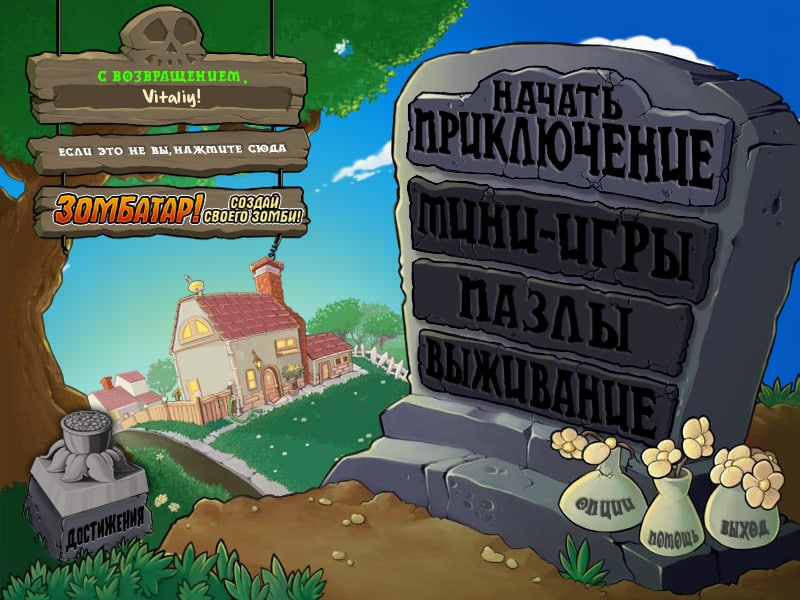 С ВОЗВРАЩЕНИЕМ,
Vitaliy!
ЕСЛИ ЭТО НЕ ВЫ, НАЖМИТЕ СЮДА
ЗОМБАТАР!
СОЗДАЙ
СВОЕГО ЗОМБИ!
НАЧАТЬ
ПРИКЛЮЧЕНИЕ
МИНИ-ИГРЫ
ПАЗЛЫ
ВЫЖИВАНИЕ
ДОСТИЖЕНИЯ
ОПЦИИ
ПОМОЩЬ
ВЫХОД